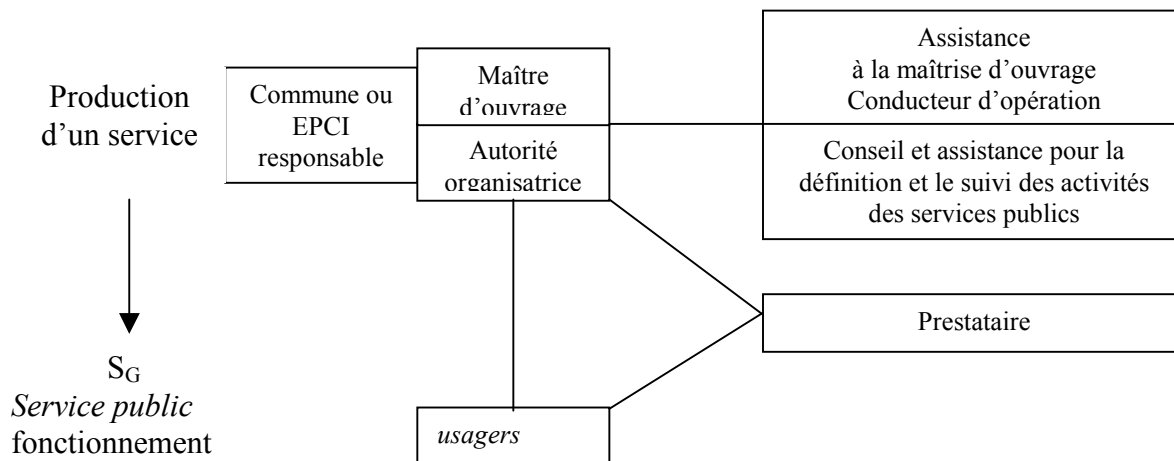 Production
d’un service
S_G
Service public
fonctionnement
Commune ou
EPCI
responsable
Maître
d’ouvrage
Autorité
organisatrice
usagers
Assistance
à la maîtrise d’ouvrage
Conducteur d’opération
Conseil et assistance pour la
définition et le suivi des activités
des services publics
Prestataire